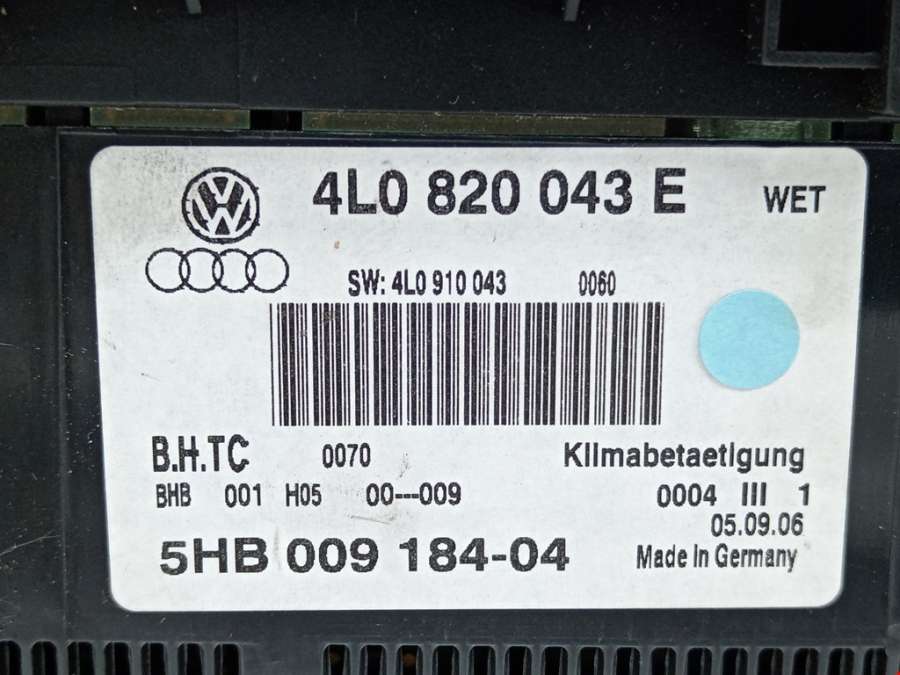 4L0 820 043 E WET
SW: 4L0 910 043 0060
B.H.TC 0070 Klimabetaetigung
BHB 001 H05 00---009 0004 III 1
05.09.06
5HB 009 184-04 Made in Germany